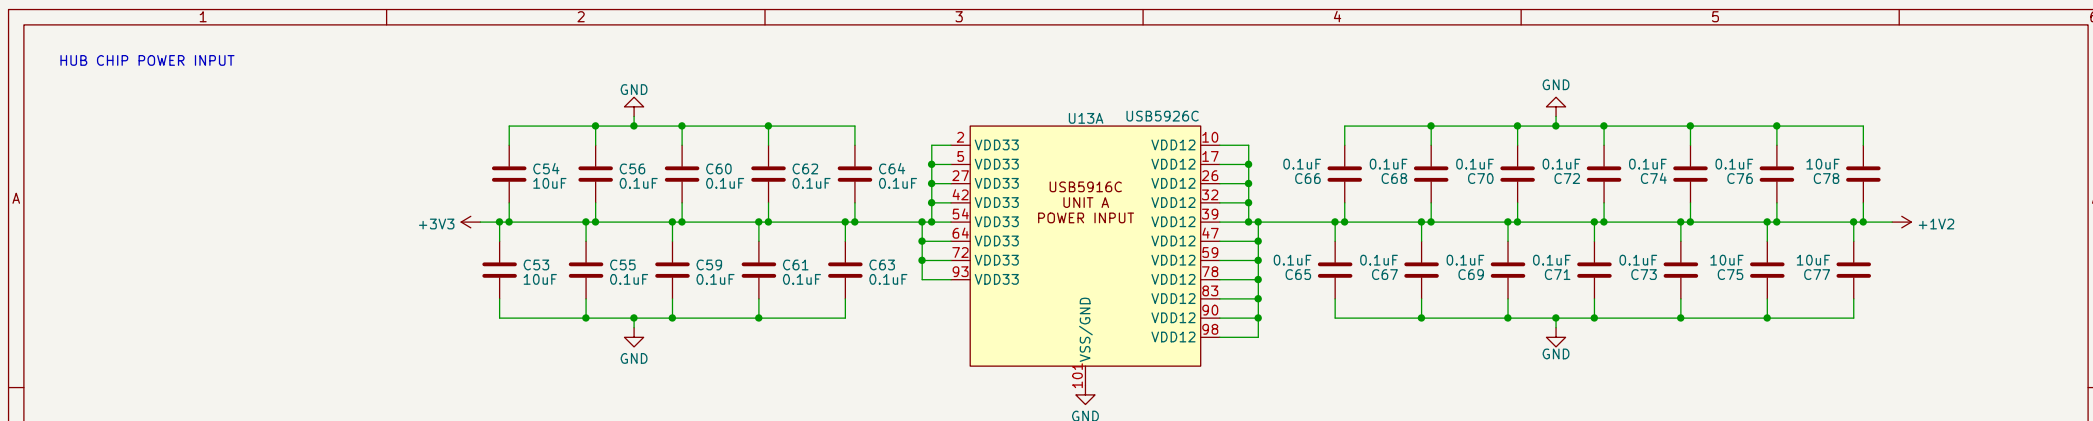 1 2 3 4 5 6
HUB CHIP POWER INPUT
A
GND
C54 10uF
C56 0.1uF
C60 0.1uF
C62 0.1uF
C64 0.1uF
+3V3
C53 10uF
C55 0.1uF
C59 0.1uF
C61 0.1uF
C63 0.1uF
GND
U13A
USB5926C
USB5916C
UNIT A
POWER INPUT
2 VDD33
5 VDD33
27 VDD33
42 VDD33
54 VDD33
64 VDD33
72 VDD33
93 VDD33
VDD12 10
VDD12 17
VDD12 26
VDD12 32
VDD12 39
VDD12 47
VDD12 59
VDD12 78
VDD12 83
VDD12 90
VDD12 98
VSS/GND
101
GND
GND
0.1uF C66
0.1uF C68
0.1uF C70
0.1uF C72
0.1uF C74
0.1uF C76
10uF C78
+1V2
0.1uF C65
0.1uF C67
0.1uF C69
0.1uF C71
0.1uF C73
10uF C75
10uF C77
GND